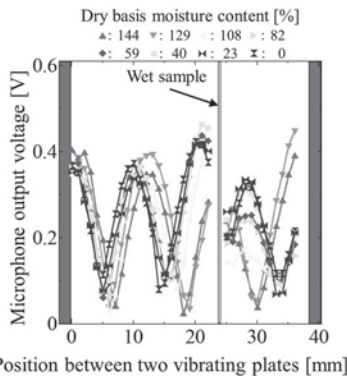 Dry basis moisture content [%]
: 144 : 129 : 108 : 82
: 59 : 40 : 23 : 0
0.6
Wet sample
0.4
0.2
0
0 10 20 30 40
Microphone output voltage [V]
Position between two vibrating plates [mm]